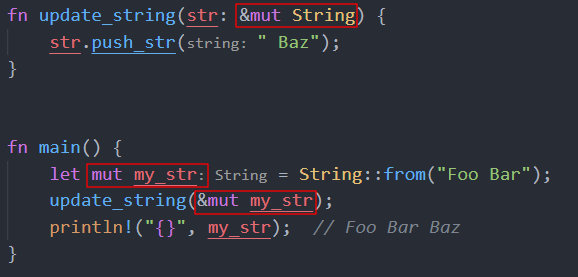 fn update_string(str: &mut String) {
str.push_str(string: " Baz");
}
fn main() {
let mut my_str: String = String::from("Foo Bar");
update_string(&mut my_str);
println!("{}", my_str);  // Foo Bar Baz
}